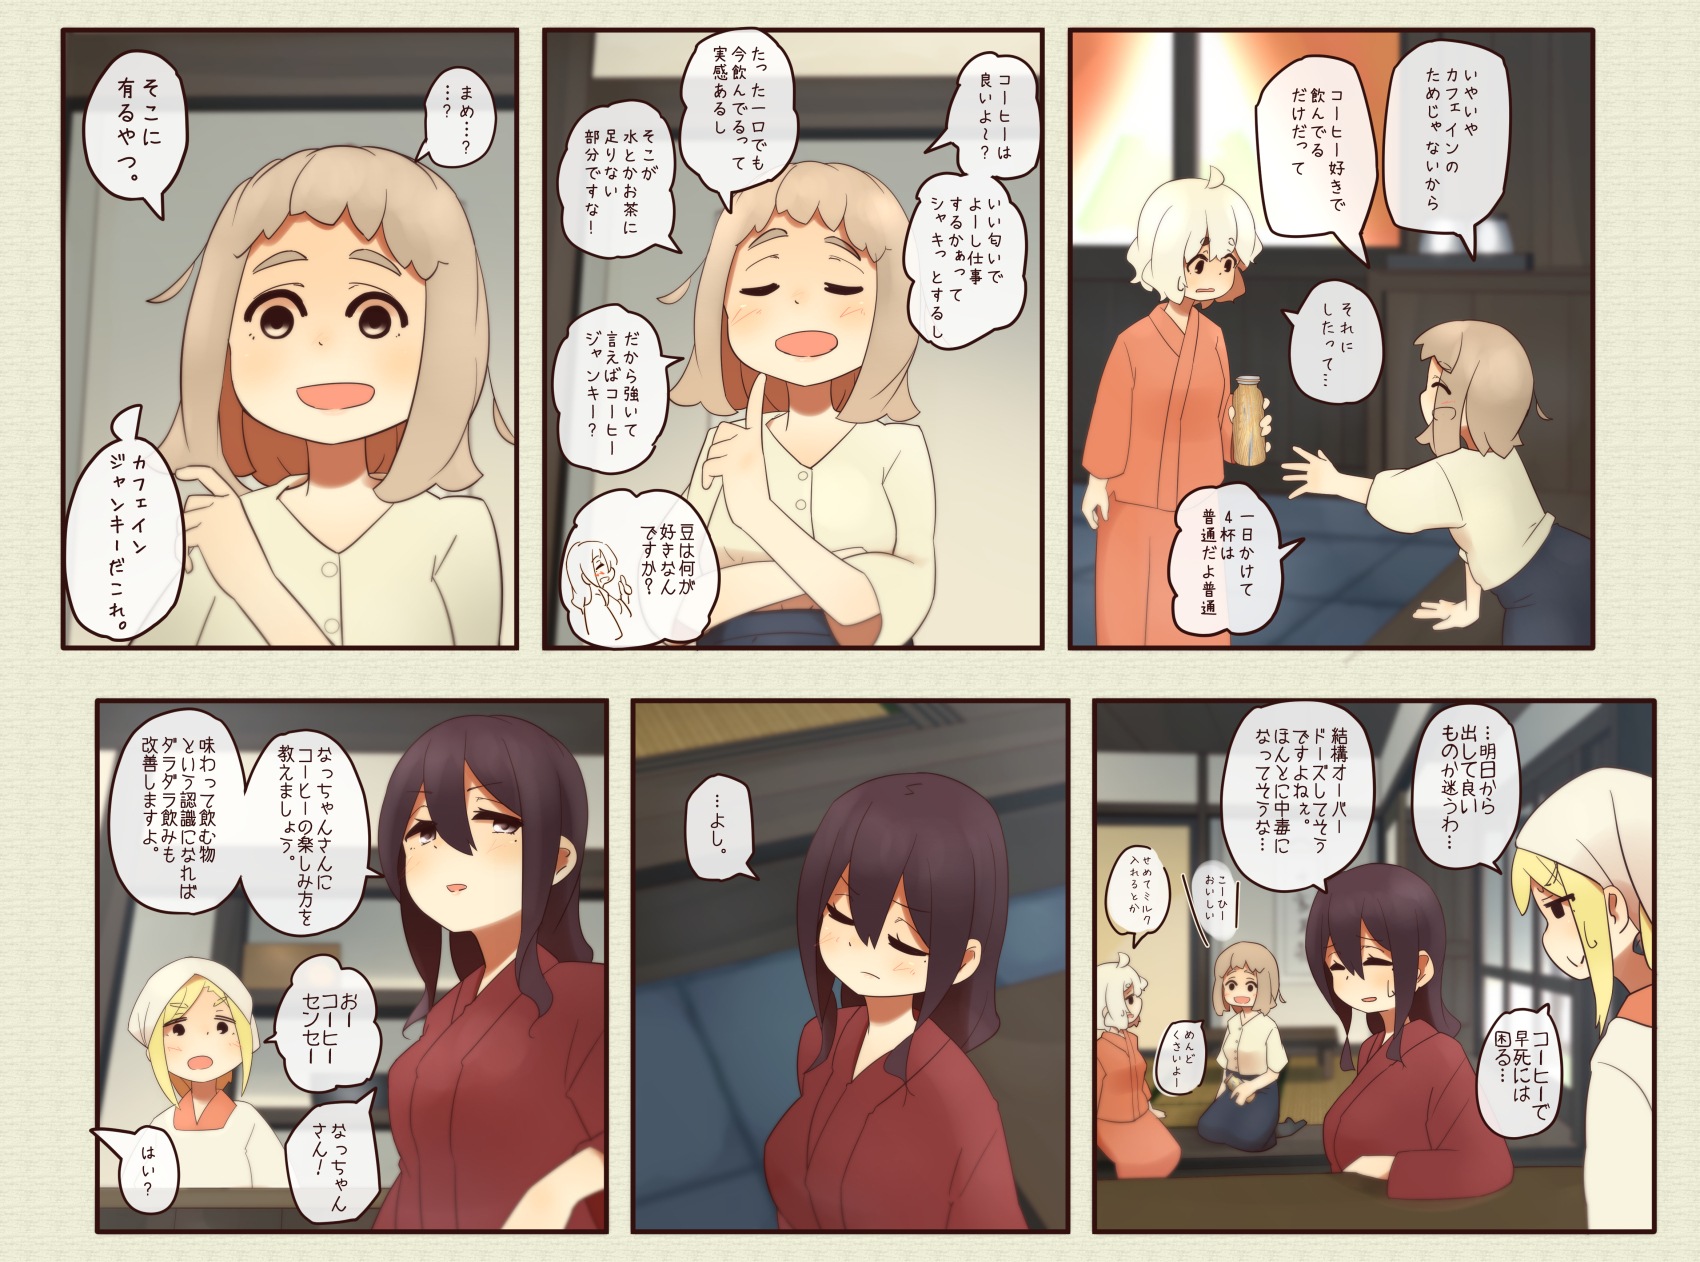 いやいや
カフェインの
ためじゃないから
コーヒー好きで
飲んでる
だけだって
それに
したって…
一日かけて
4杯は
普通だよ普通
コーヒーは
良いよ〜?
いい匂いで
よーし仕事
するかぁって
シャキっとするし
たった一口でも
今飲んでるって
実感あるし
そこが
水とかお茶に
足りない
部分ですな!
だから強いて
言えばコーヒー
ジャンキー?
豆は何が
好きなん
ですか?
まめ…?
…?
そこに
有るやつ。
カフェイン
ジャンキーだこれ。
…明日から
出して良い
ものか迷うわ…
結構オーバー
ドーズしてそう
ですよねぇ。
ほんとに中毒に
なってそうな…
こーひー
おいしい
せめてミルク
入れるとか
めんど
くさいよー
コーヒーで
早死には
困る…
…よし。
なっちゃんさんに
コーヒーの楽しみ方を
教えましょう。
味わって飲む物
という認識になれば
ダラダラ飲みも
改善しますよ。
おー
コーヒー
センセー
なっちゃん
さん!
はい?